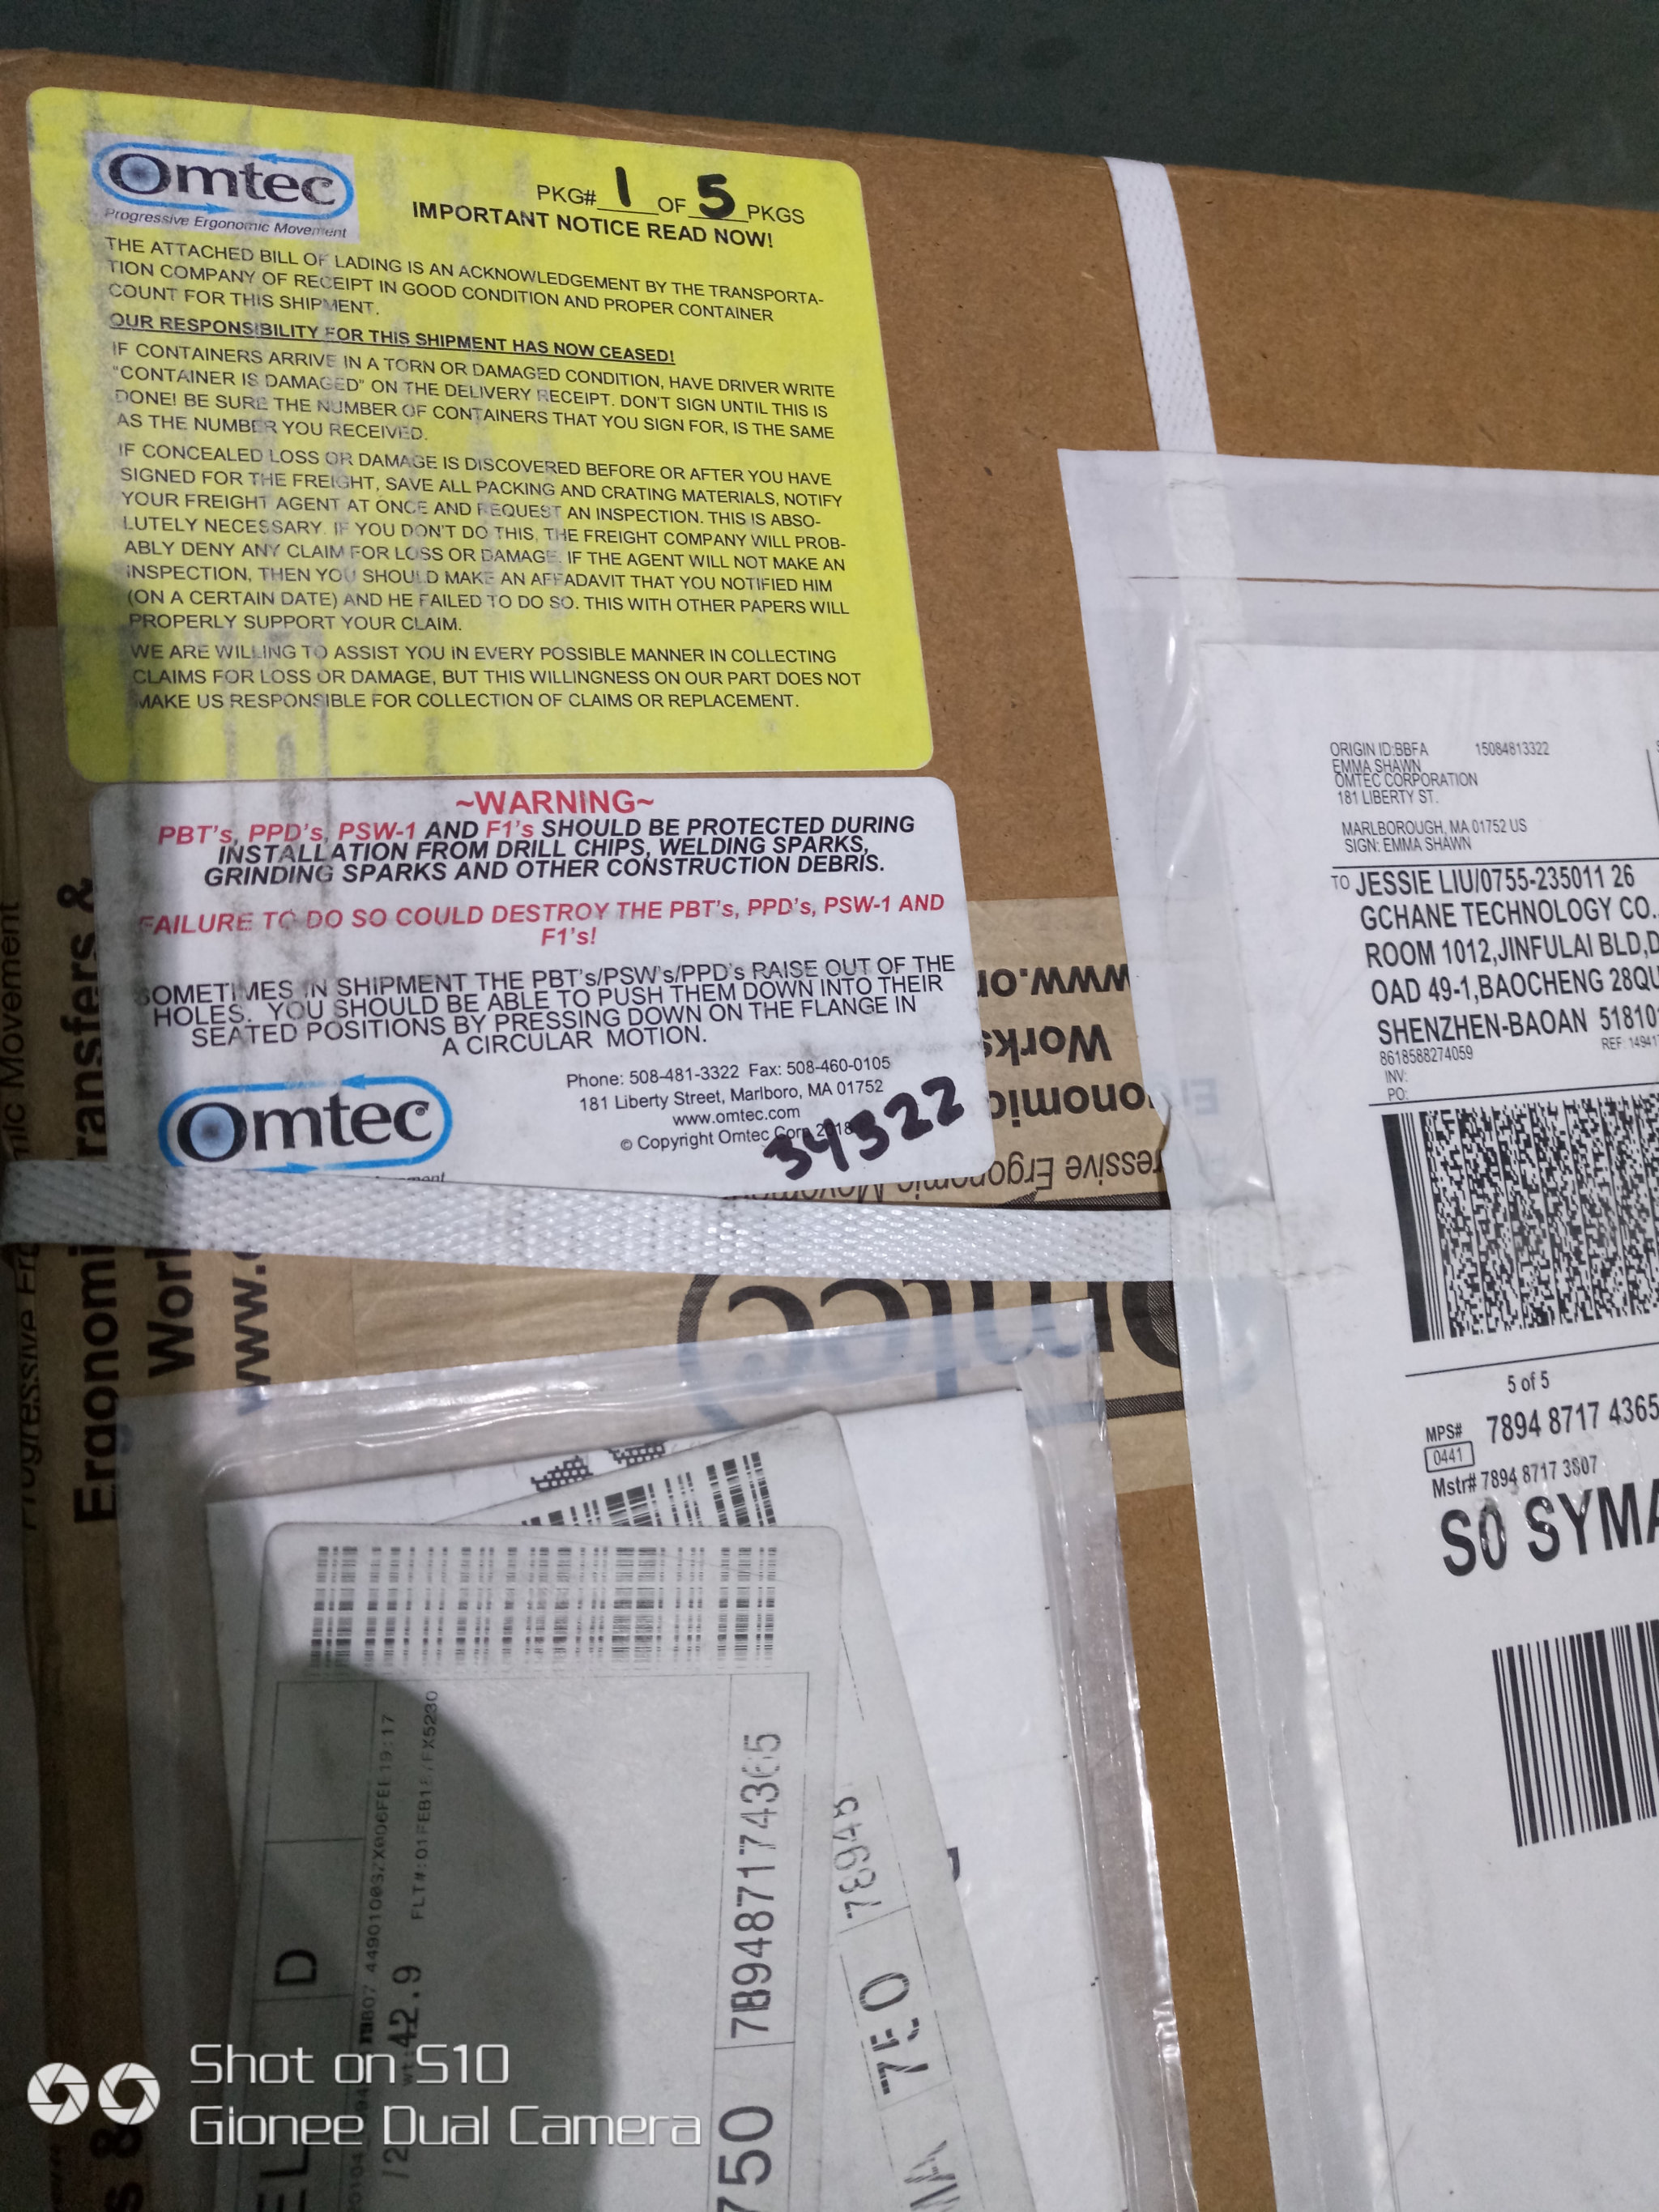 Omtec
Progressive Ergonomic Movement
PKG# 1 OF 5 PKGS
IMPORTANT NOTICE READ NOW!
THE ATTACHED BILL OF LADING IS AN ACKNOWLEDGEMENT BY THE TRANSPORTA-
TION COMPANY OF RECEIPT IN GOOD CONDITION AND PROPER CONTAINER
COUNT FOR THIS SHIPMENT.
OUR RESPONSIBILITY FOR THIS SHIPMENT HAS NOW CEASED!
IF CONTAINERS ARRIVE IN A TORN OR DAMAGED CONDITION, HAVE DRIVER WRITE
"CONTAINER IS DAMAGED" ON THE DELIVERY RECEIPT. DON'T SIGN UNTIL THIS IS
DONE! BE SURE THE NUMBER OF CONTAINERS THAT YOU SIGN FOR, IS THE SAME
AS THE NUMBER YOU RECEIVED.
IF CONCEALED LOSS OR DAMAGE IS DISCOVERED BEFORE OR AFTER YOU HAVE
SIGNED FOR THE FREIGHT, SAVE ALL PACKING AND CRATING MATERIALS, NOTIFY
YOUR FREIGHT AGENT AT ONCE AND REQUEST AN INSPECTION. THIS IS ABSO-
LUTELY NECESSARY. IF YOU DON'T DO THIS, THE FREIGHT COMPANY WILL PROB-
ABLY DENY ANY CLAIM FOR LOSS OR DAMAGE. IF THE AGENT WILL NOT MAKE AN
INSPECTION, THEN YOU SHOULD MAKE AN AFFADAVIT THAT YOU NOTIFIED HIM
(ON A CERTAIN DATE) AND HE FAILED TO DO SO. THIS WITH OTHER PAPERS WILL
PROPERLY SUPPORT YOUR CLAIM.
WE ARE WILLING TO ASSIST YOU IN EVERY POSSIBLE MANNER IN COLLECTING
CLAIMS FOR LOSS OR DAMAGE, BUT THIS WILLINGNESS ON OUR PART DOES NOT
MAKE US RESPONSIBLE FOR COLLECTION OF CLAIMS OR REPLACEMENT.
~WARNING~
PBT's, PPD's, PSW-1 AND F1's SHOULD BE PROTECTED DURING
INSTALLATION FROM DRILL CHIPS, WELDING SPARKS,
GRINDING SPARKS AND OTHER CONSTRUCTION DEBRIS.
FAILURE TO DO SO COULD DESTROY THE PBT's, PPD's, PSW-1 AND
F1's!
SOMETIMES IN SHIPMENT THE PBT's/PSW's/PPD's RAISE OUT OF THE
HOLES. YOU SHOULD BE ABLE TO PUSH THEM DOWN INTO THEIR
SEATED POSITIONS BY PRESSING DOWN ON THE FLANGE IN
A CIRCULAR MOTION.
Omtec
Phone: 508-481-3322 Fax: 508-460-0105
181 Liberty Street, Marlboro, MA 01752
www.omtec.com
© Copyright Omtec Corp 2018
34322
ORIGIN ID:BBFA 15084813322
EMMA SHAWN
OMTEC CORPORATION
181 LIBERTY ST.
MARLBOROUGH, MA 01752 US
SIGN: EMMA SHAWN
TO JESSIE LIU/0755-235011 26
GCHANE TECHNOLOGY CO.
ROOM 1012,JINFULAI BLD,D
OAD 49-1,BAOCHENG 28QU
SHENZHEN-BAOAN 51810
8618588274059
REF: 14941
INV:
PO:
5 of 5
MPS# 7894 8717 4365
0441
Mstr# 7894 8717 3807
S0 SYMA
Progressive Ergonomic Movement
Ergonomic Transfers &
Work
www.
Omtec
789487174365
FLT#:01FEB18/FX5230
42.9
D
750
Shot on S10
Gionee Dual Camera